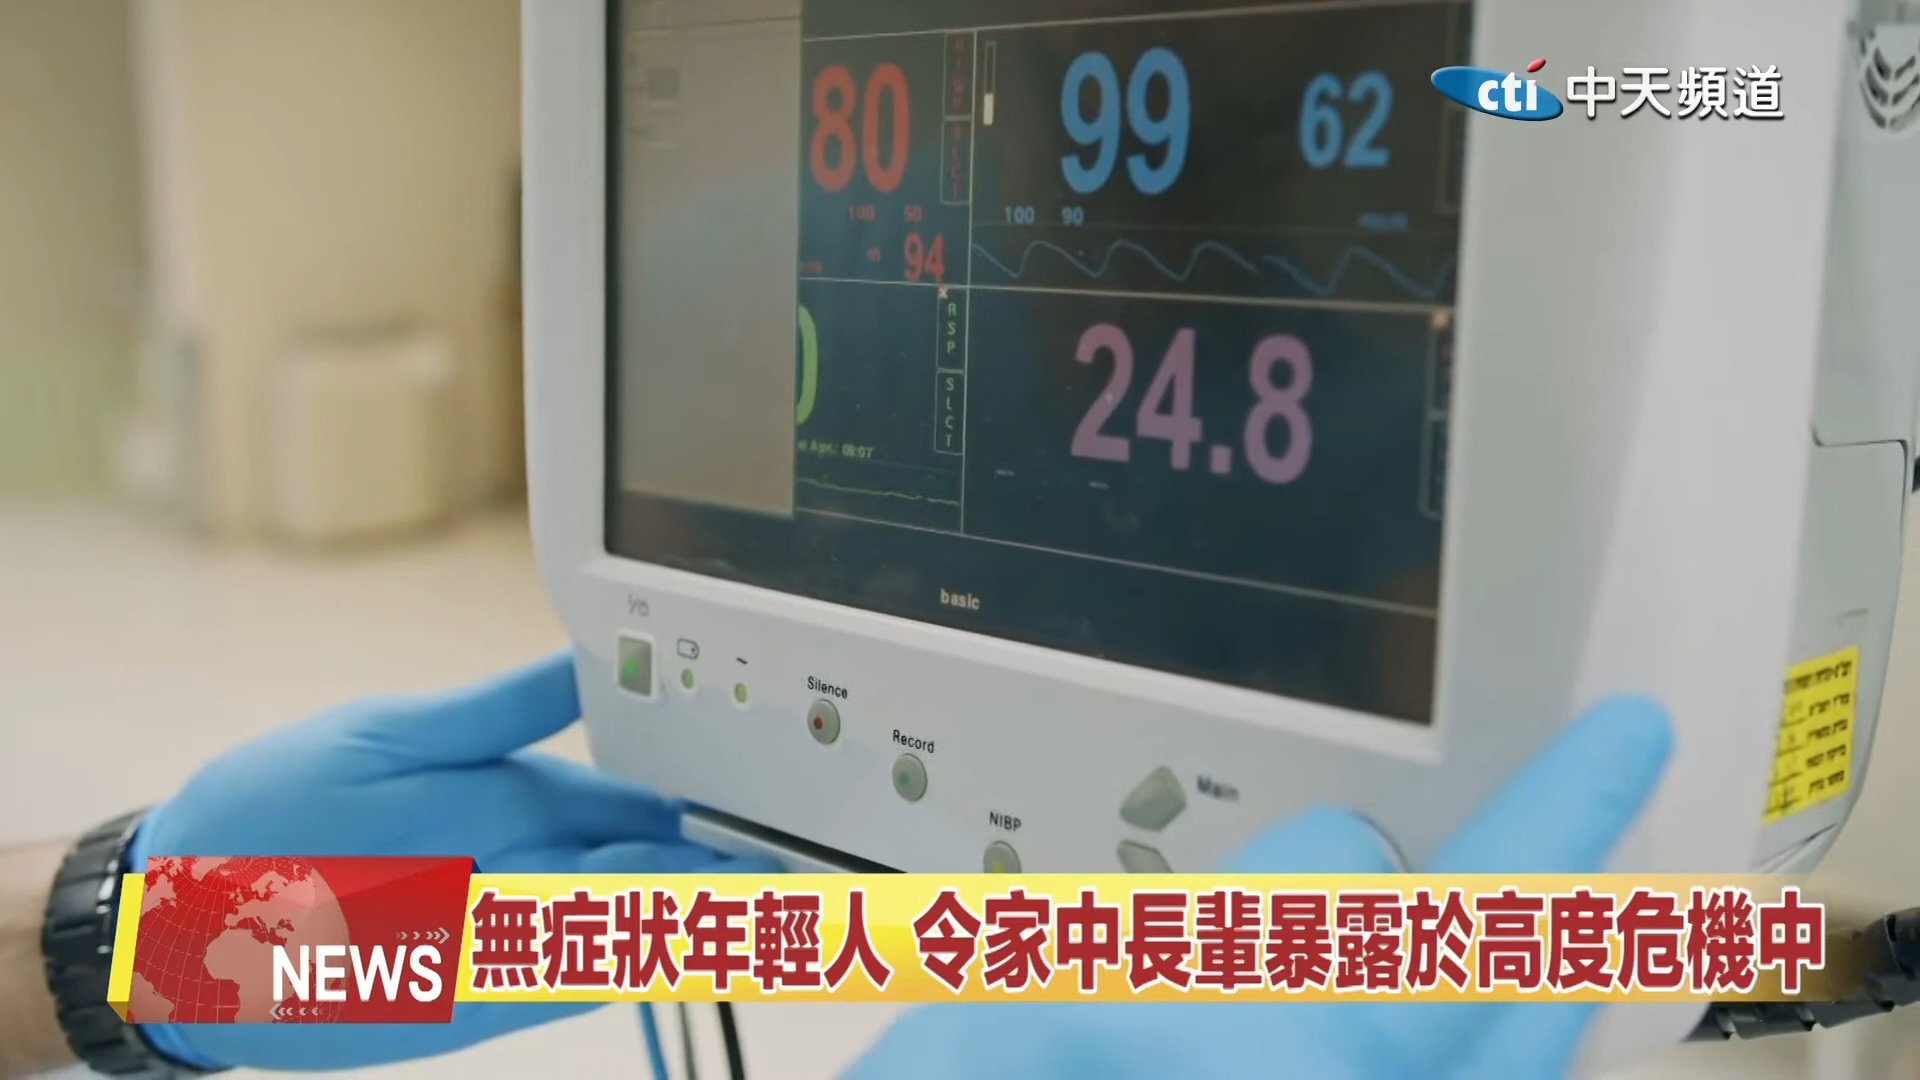 cti 中天頻道
80
99
62
100 50
100 90
94
RSP
SLCT
24.8
09:07
basic
Silence
Record
NIBP
Main
NEWS
無症狀年輕人 令家中長輩暴露於高度危機中